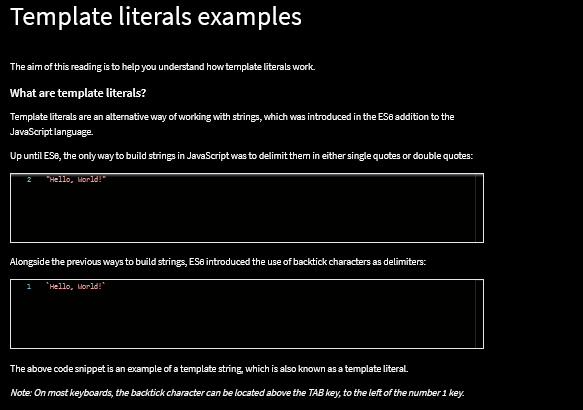 Template literals examples
The aim of this reading is to help you understand how template literals work.
What are template literals?
Template literals are an alternative way of working with strings, which was introduced in the ES6 addition to the
JavaScript language.
Up until ES6, the only way to build strings in JavaScript was to delimit them in either single quotes or double quotes:
2 "Hello, World!"
Alongside the previous ways to build strings, ES6 introduced the use of backtick characters as delimiters:
1 `Hello, World!`
The above code snippet is an example of a template string, which is also known as a template literal.
Note: On most keyboards, the backtick character can be located above the TAB key, to the left of the number 1 key.